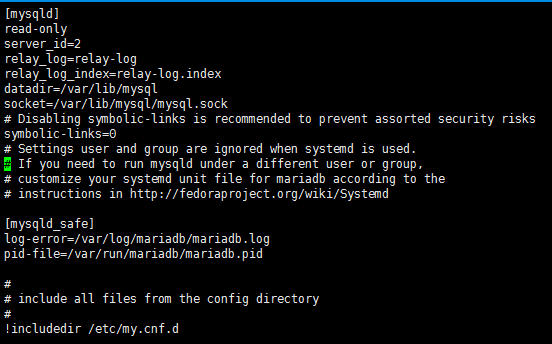 [mysqld]
read-only
server_id=2
relay_log=relay-log
relay_log_index=relay-log.index
datadir=/var/lib/mysql
socket=/var/lib/mysql/mysql.sock
# Disabling symbolic-links is recommended to prevent assorted security risks
symbolic-links=0
# Settings user and group are ignored when systemd is used.
# If you need to run mysqld under a different user or group,
# customize your systemd unit file for mariadb according to the
# instructions in http://fedoraproject.org/wiki/Systemd

[mysqld_safe]
log-error=/var/log/mariadb/mariadb.log
pid-file=/var/run/mariadb/mariadb.pid

#
# include all files from the config directory
#
!includedir /etc/my.cnf.d